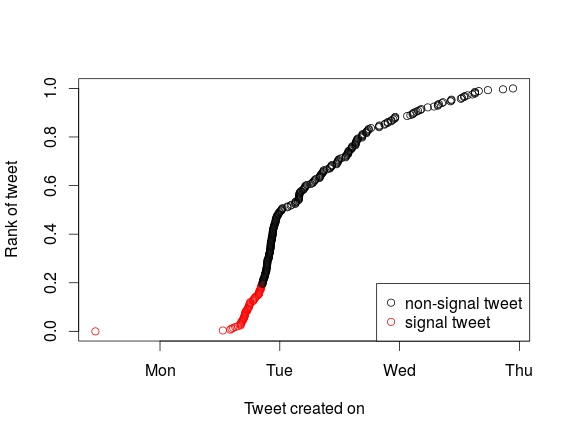 Rank of tweet
1.0
0.8
0.6
0.4
0.2
0.0
non-signal tweet
signal tweet
Mon Tue Wed Thu
Tweet created on